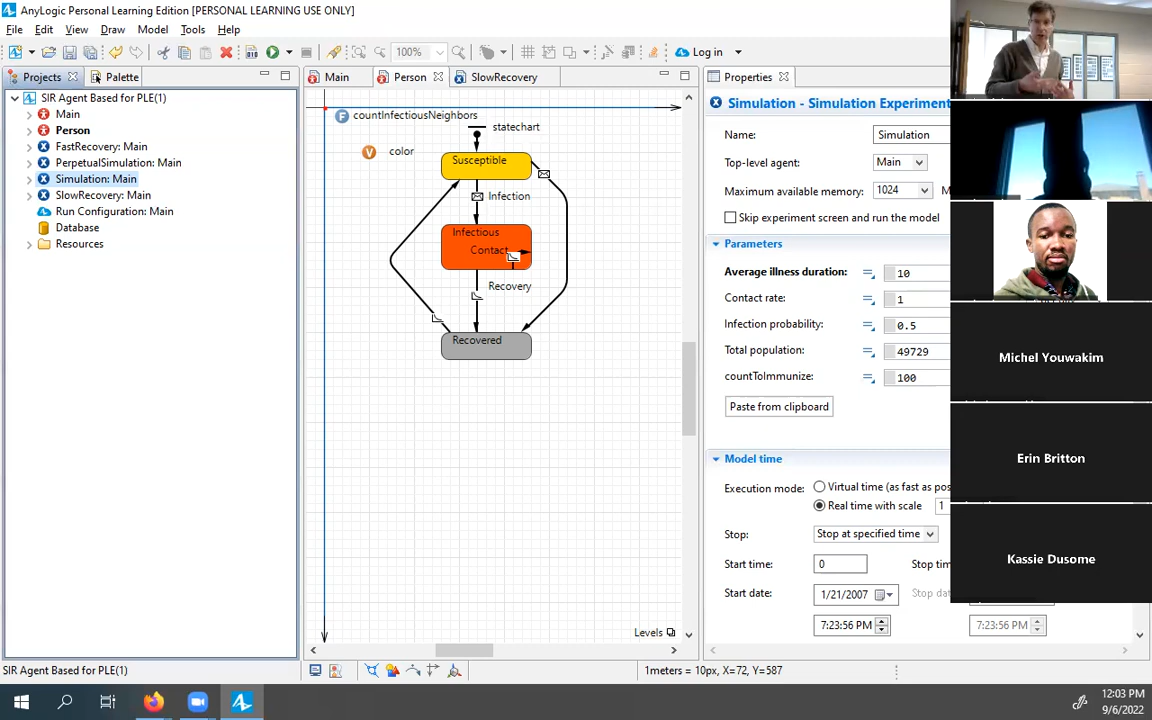 AnyLogic Personal Learning Edition [PERSONAL LEARNING USE ONLY]
File Edit View Draw Model Tools Help
100%
Log in
Projects
Palette
Main
Person
SlowRecovery
Properties
SIR Agent Based for PLE(1)
Main
Person
FastRecovery: Main
PerpetualSimulation: Main
Simulation: Main
SlowRecovery: Main
Run Configuration: Main
Database
Resources
F countInfectiousNeighbors
V color
statechart
Susceptible
Infection
Infectious
Contact
Recovery
Recovered
Levels
Simulation - Simulation Experiment
Name: Simulation
Top-level agent: Main
Maximum available memory: 1024 M
Skip experiment screen and run the model
Parameters
Average illness duration: 10
Contact rate: 1
Infection probability: 0.5
Total population: 49729
countToImmunize: 100
Paste from clipboard
Model time
Execution mode: Virtual time (as fast as pos
Real time with scale 1
Stop: Stop at specified time
Start time: 0 Stop tim
Start date: 1/21/2007 Stop da
7:23:56 PM 7:23:56 PM
Michel Youwakim
Erin Britton
Kassie Dusome
SIR Agent Based for PLE(1)
1meters = 10px, X=72, Y=587
12:03 PM
9/6/2022